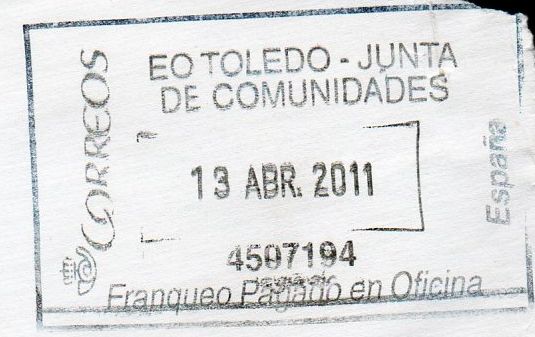 CORREOS
EO TOLEDO - JUNTA
DE COMUNIDADES
13 ABR. 2011
España
4507194
Franqueo Pagado en Oficina